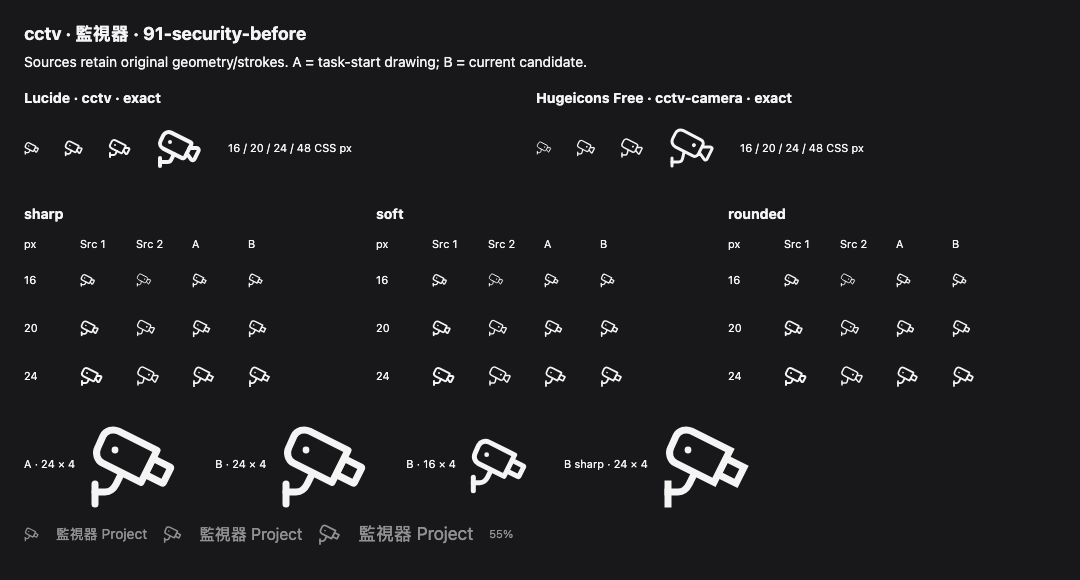 cctv · 監視器 · 91-security-before
Sources retain original geometry/strokes. A = task-start drawing; B = current candidate.
Lucide · cctv · exact
Hugeicons Free · cctv-camera · exact
16 / 20 / 24 / 48 CSS px
16 / 20 / 24 / 48 CSS px
sharp
soft
rounded
px Src 1 Src 2 A B
px Src 1 Src 2 A B
px Src 1 Src 2 A B
16
16
16
20
20
20
24
24
24
A · 24 × 4
B · 24 × 4
B · 16 × 4
B sharp · 24 × 4
監視器 Project
監視器 Project
監視器 Project
55%